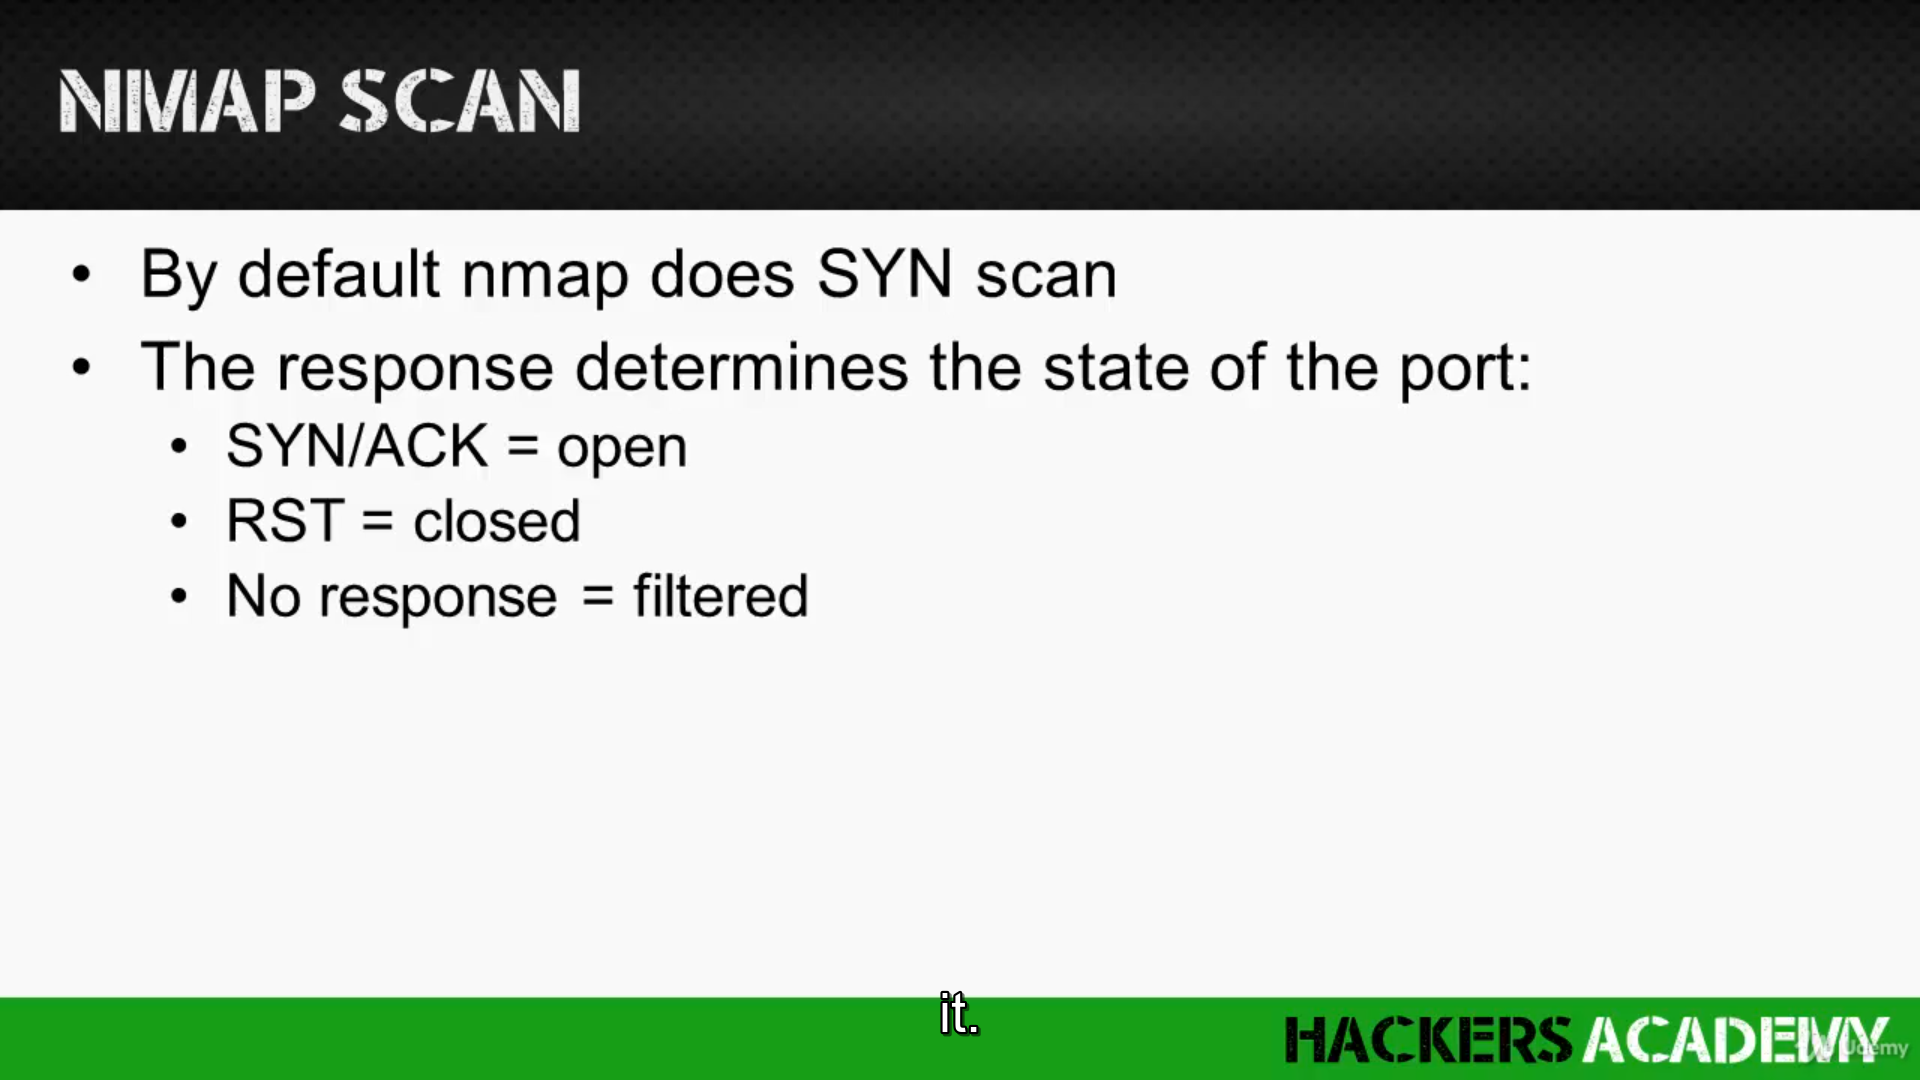 NMAP SCAN
• By default nmap does SYN scan
• The response determines the state of the port:
• SYN/ACK = open
• RST = closed
• No response = filtered
it.
HACKERS ACADEMY
Udemy